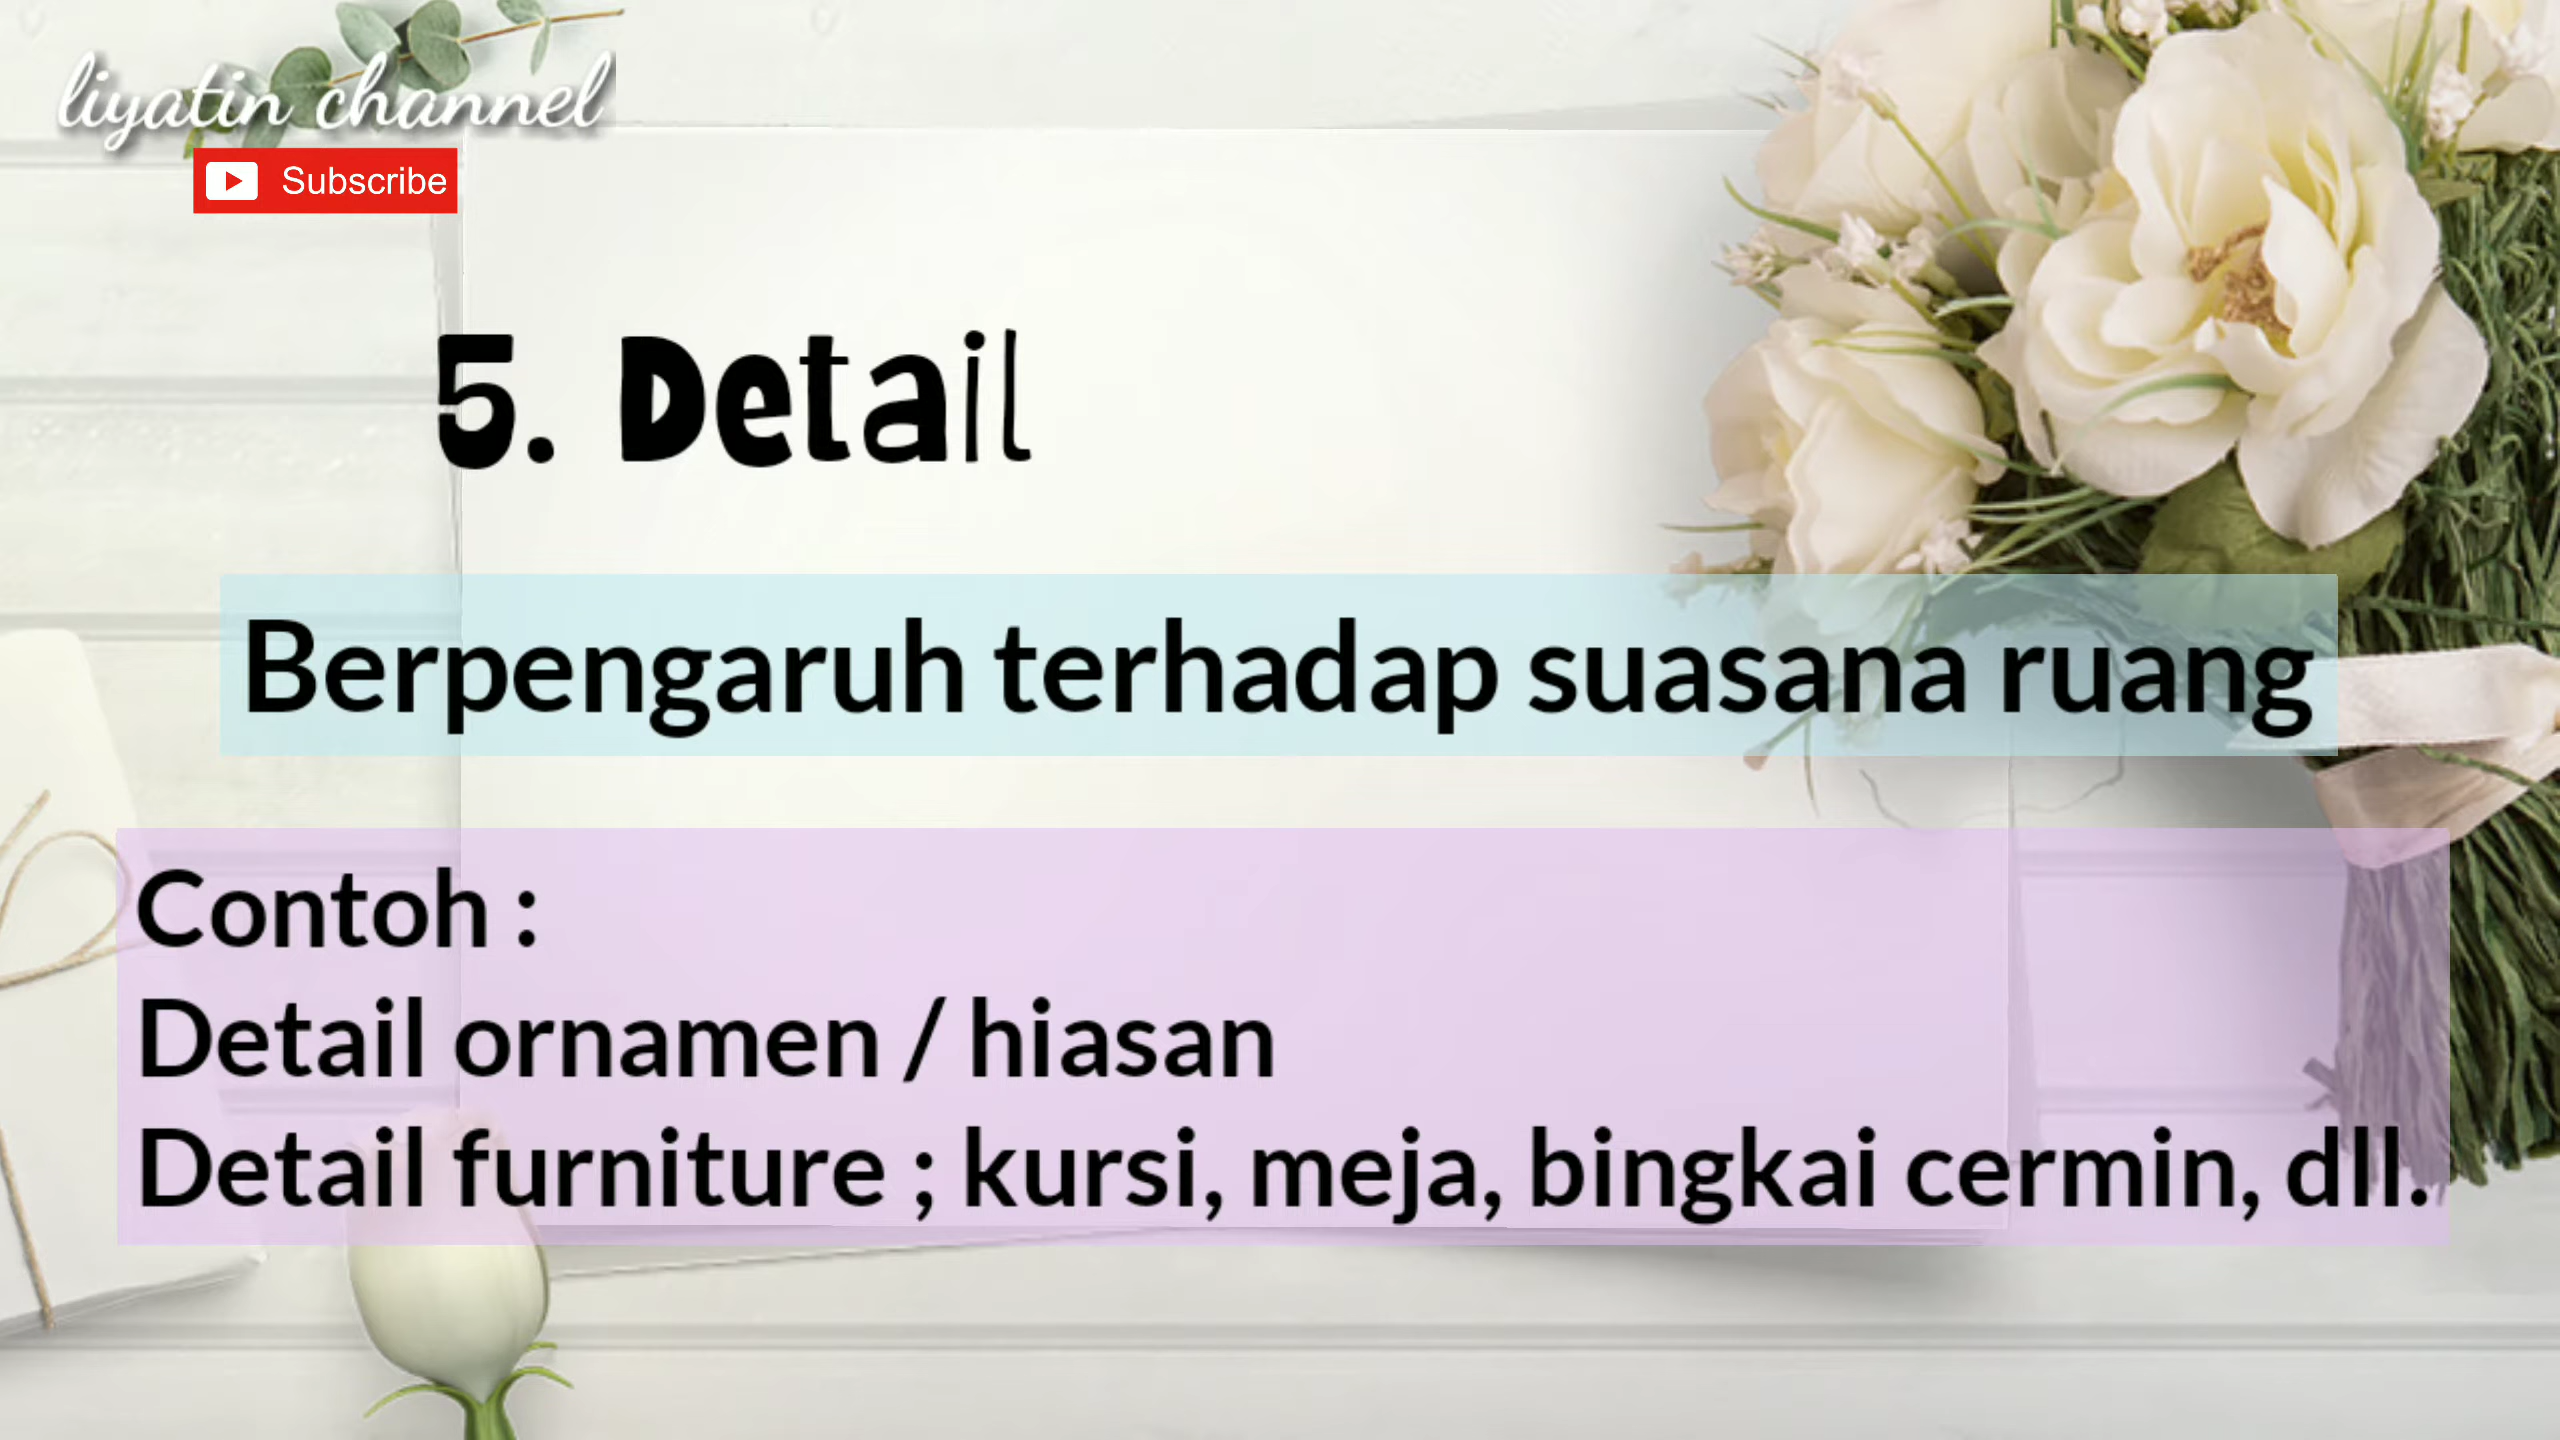 liyatin channel
Subscribe
5. Detail
Berpengaruh terhadap suasana ruang
Contoh :
Detail ornamen / hiasan
Detail furniture ; kursi, meja, bingkai cermin, dll.